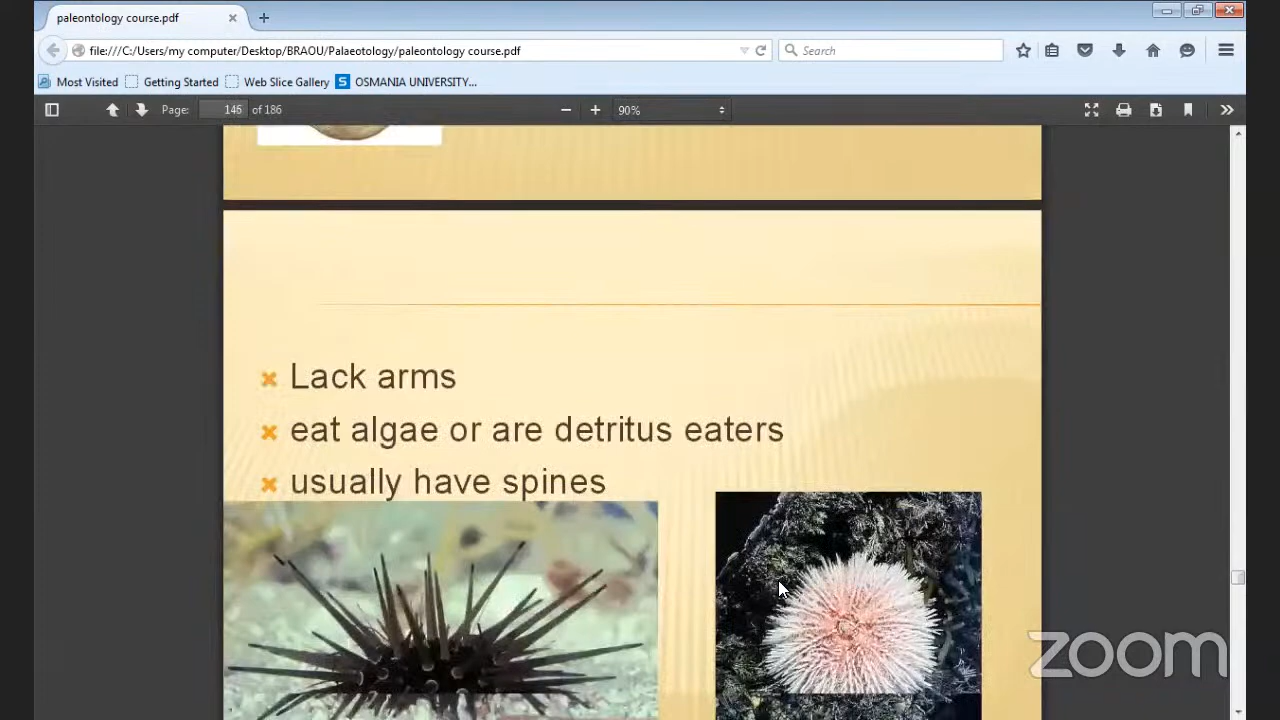 paleontology course.pdf
file:///C:/Users/my computer/Desktop/BRAOU/Palaeotology/paleontology course.pdf
Search
Most Visited Getting Started Web Slice Gallery S OSMANIA UNIVERSITY...
Page: 146 of 186 90%
Lack arms
eat algae or are detritus eaters
usually have spines
zoom